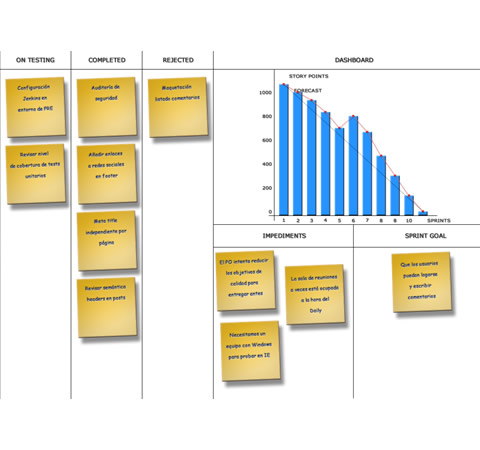 ON TESTING
COMPLETED
REJECTED
DASHBOARD
Configuración
Jenkins en
entorno de PRE
Revisar nivel
de cobertura de tests
unitarios
Auditoría de
seguridad
Añadir enlaces
a redes sociales
en footer
Meta title
independiente por
página
Revisar semántica
headers en posts
Maquetación
listado comentarios
STORY POINTS
FORECAST
1000
800
600
400
200
0
1 2 3 4 5 6 7 8 8 10
SPRINTS
IMPEDIMENTS
El PO intenta reducir
los objetivos de
calidad para
entregar antes
La sala de reuniones
a veces está ocupada
a la hora del
Daily
Necesitamos un
equipo con Windows
para probar en IE
SPRINT GOAL
Que los usuarios
puedan logarse
y escribir
comentarios